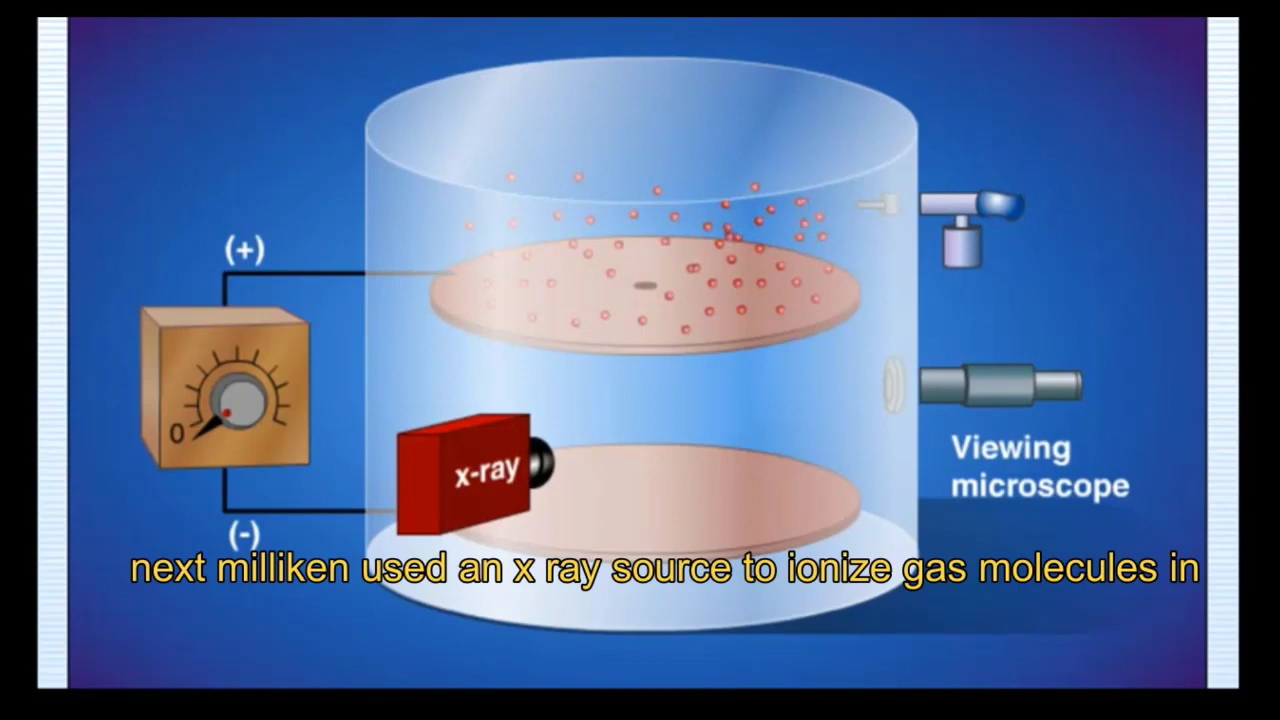 (+)
0
x-ray
Viewing
microscope
(-)
next milliken used an x ray source to ionize gas molecules in